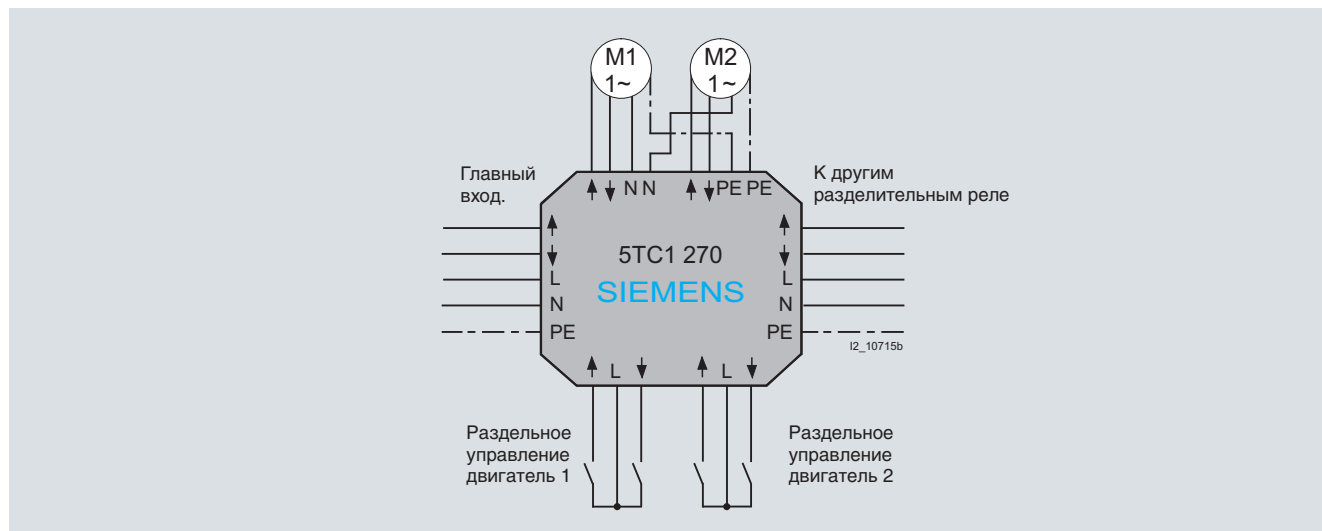 M1
1~
M2
1~
Главный
вход.
К другим
разделительным реле
↑ ↓ N N ↑ ↓ PE PE
↑
↓
L
N
PE
5TC1 270
SIEMENS
↑
↓
L
N
PE
I2_10715b
↑ L ↓ ↑ L ↓
Раздельное
управление
двигатель 1
Раздельное
управление
двигатель 2